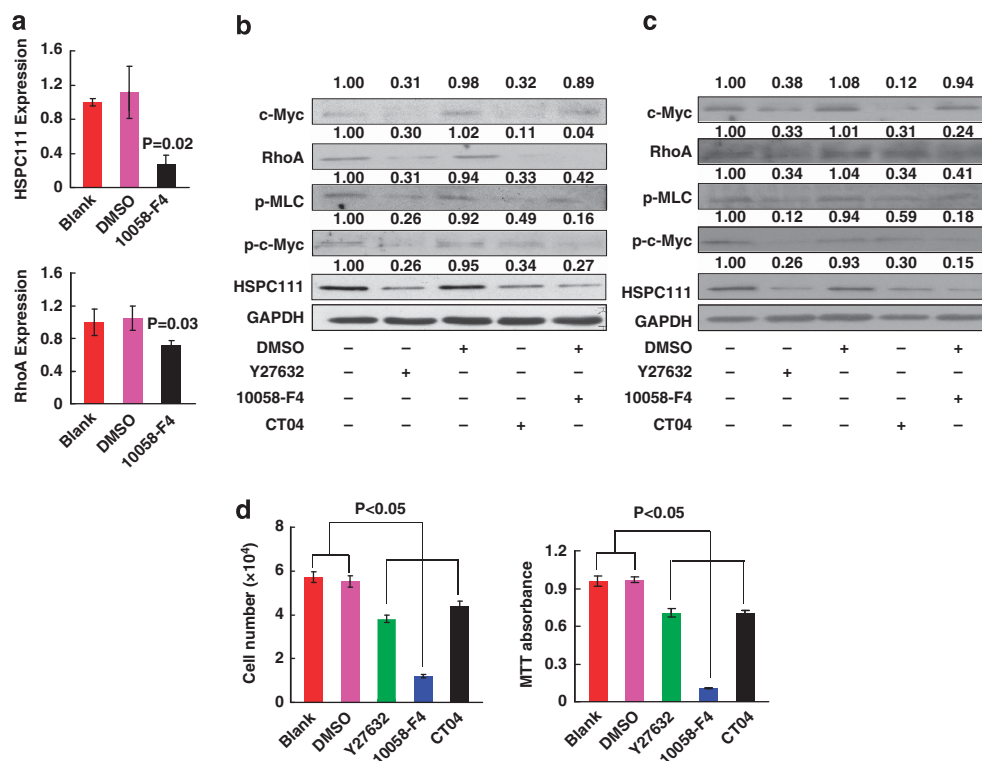 a
HSPC111 Expression
1.6
1.2
0.8
0.4
0
P=0.02
Blank
DMSO
10058-F4
RhoA Expression
1.6
1.2
0.8
0.4
0
P=0.03
Blank
DMSO
10058-F4
b
1.00 0.31 0.98 0.32 0.89
c-Myc
1.00 0.30 1.02 0.11 0.04
RhoA
1.00 0.31 0.94 0.33 0.42
p-MLC
1.00 0.26 0.92 0.49 0.16
p-c-Myc
1.00 0.26 0.95 0.34 0.27
HSPC111
GAPDH
DMSO – – + – +
Y27632 – + – – –
10058-F4 – – – – +
CT04 – – – + –
c
1.00 0.38 1.08 0.12 0.94
c-Myc
1.00 0.33 1.01 0.31 0.24
RhoA
1.00 0.34 1.04 0.34 0.41
p-MLC
1.00 0.12 0.94 0.59 0.18
p-c-Myc
1.00 0.26 0.93 0.30 0.15
HSPC111
GAPDH
DMSO – – + – +
Y27632 – + – – –
10058-F4 – – – – +
CT04 – – – + –
d
P<0.05
Cell number (×10⁴)
8
6
4
2
0
Blank
DMSO
Y27632
10058-F4
CT04
P<0.05
MTT absorbance
1.2
0.9
0.6
0.3
0
Blank
DMSO
Y27632
10058-F4
CT04